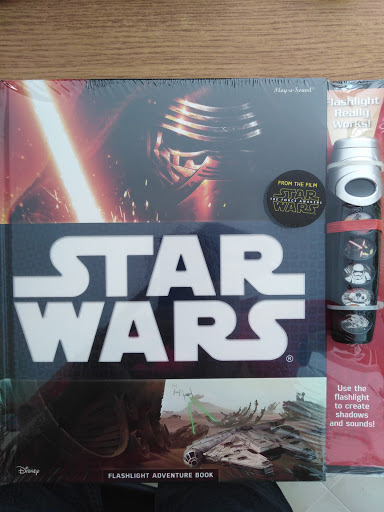 Play-a-Sound™
Flashlight
Really
Works!
FROM THE FILM
STAR
THE FORCE AWAKENS
WARS
STAR
WARS®
Use the
flashlight
to create
shadows
and sounds!
Disney
FLASHLIGHT ADVENTURE BOOK